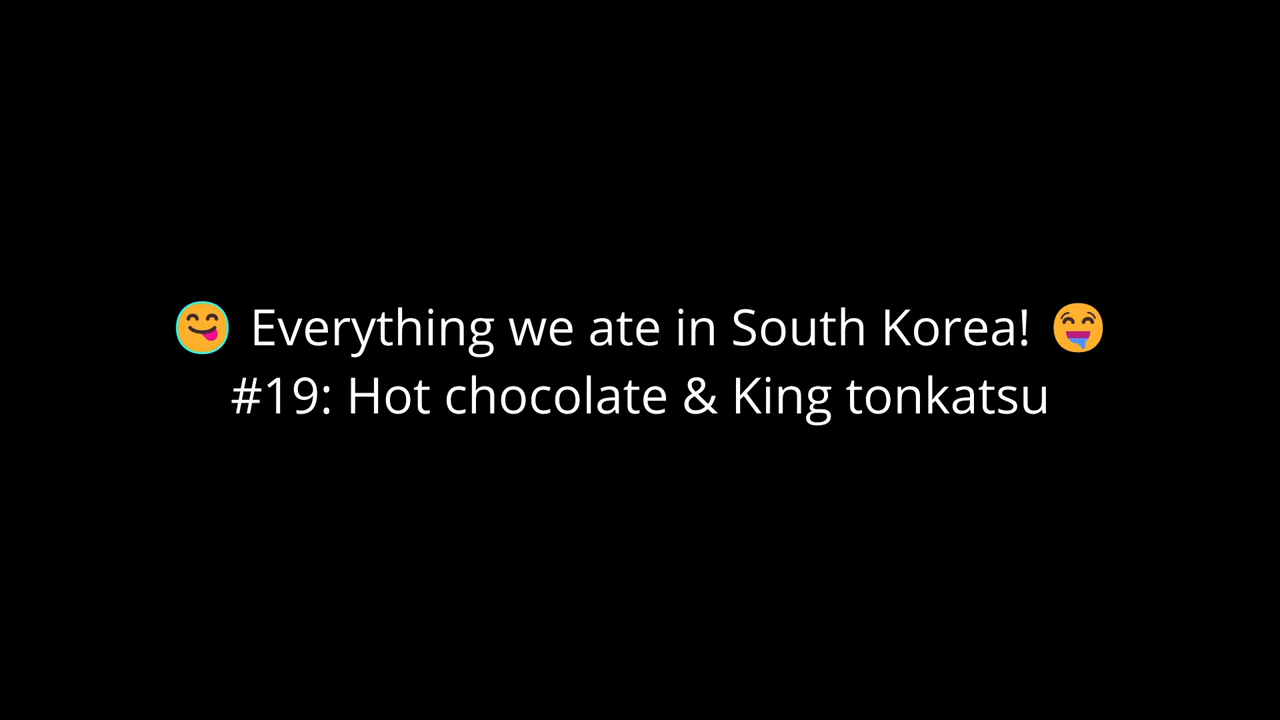 😋 Everything we ate in South Korea! 🤤
#19: Hot chocolate & King tonkatsu